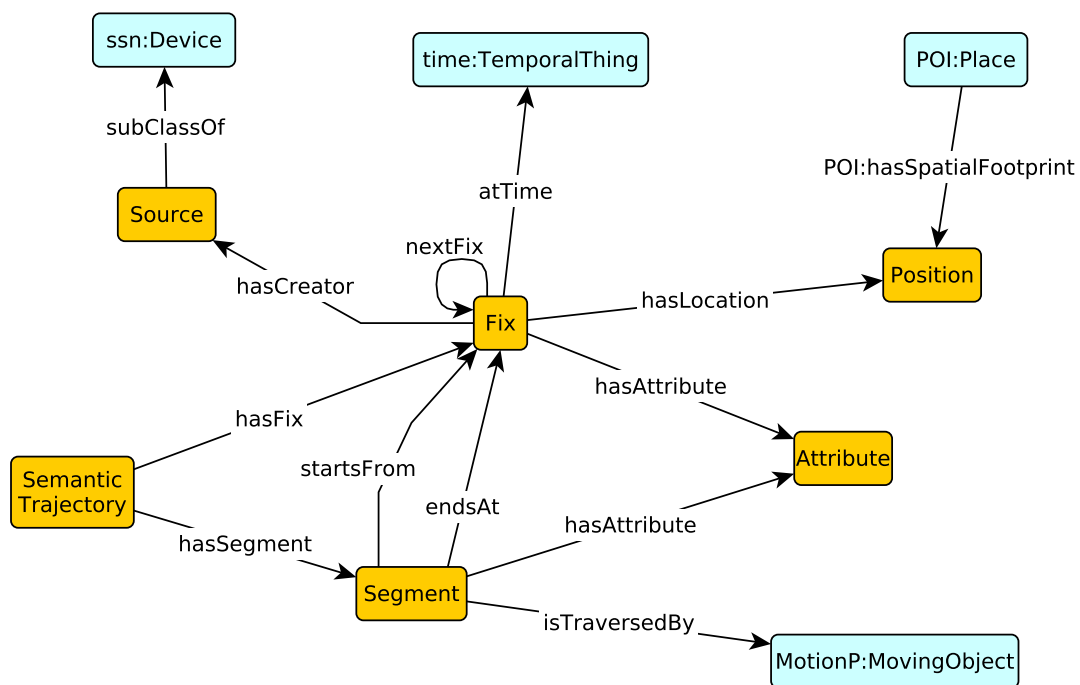 ssn:Device
time:TemporalThing
POI:Place
subClassOf
POI:hasSpatialFootprint
atTime
Source
nextFix
Position
hasCreator
hasLocation
Fix
hasAttribute
hasFix
Attribute
startsFrom
Semantic
Trajectory
endsAt
hasAttribute
hasSegment
Segment
isTraversedBy
MotionP:MovingObject